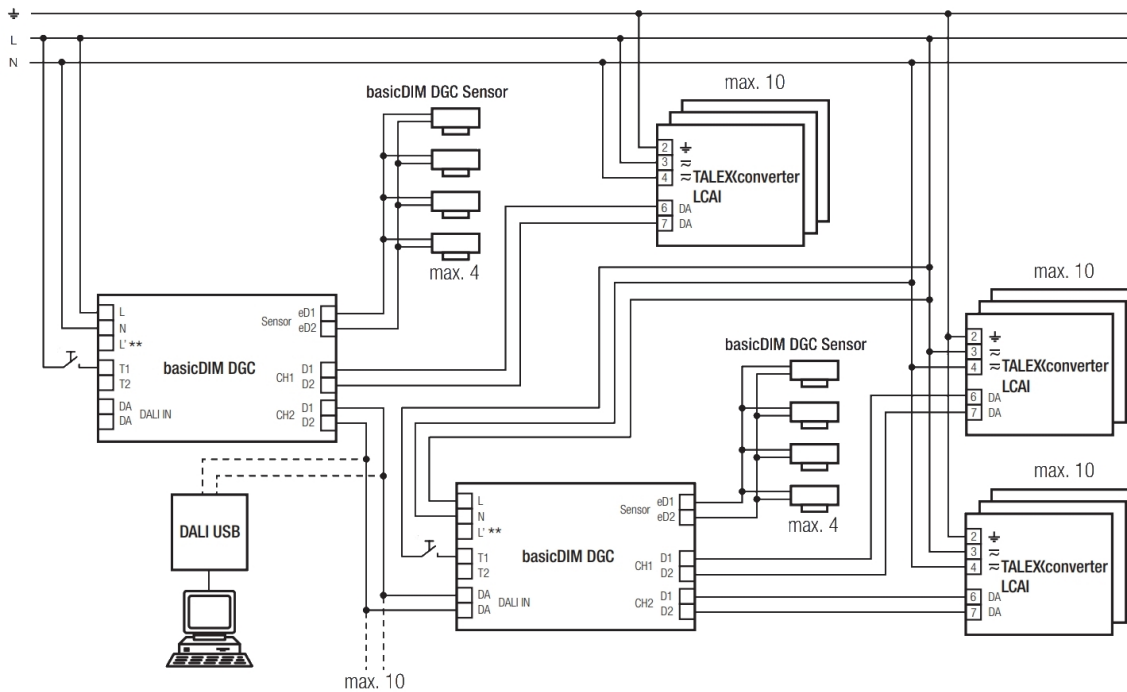 L
N
basicDIM DGC Sensor
max. 4
max. 10
2
3
4
TALEXXconverter
LCAI
6 DA
7 DA
L
N
L' **
T1
T2
DA
DA
DALI IN
basicDIM DGC
Sensor
eD1
eD2
CH1
D1
D2
CH2
D1
D2
DALI USB
max. 10
basicDIM DGC Sensor
max. 4
L
N
L' **
T1
T2
DA
DA
DALI IN
basicDIM DGC
Sensor
eD1
eD2
CH1
D1
D2
CH2
D1
D2
max. 10
2
3
4
TALEXXconverter
LCAI
6 DA
7 DA
max. 10
2
3
4
TALEXXconverter
LCAI
6 DA
7 DA